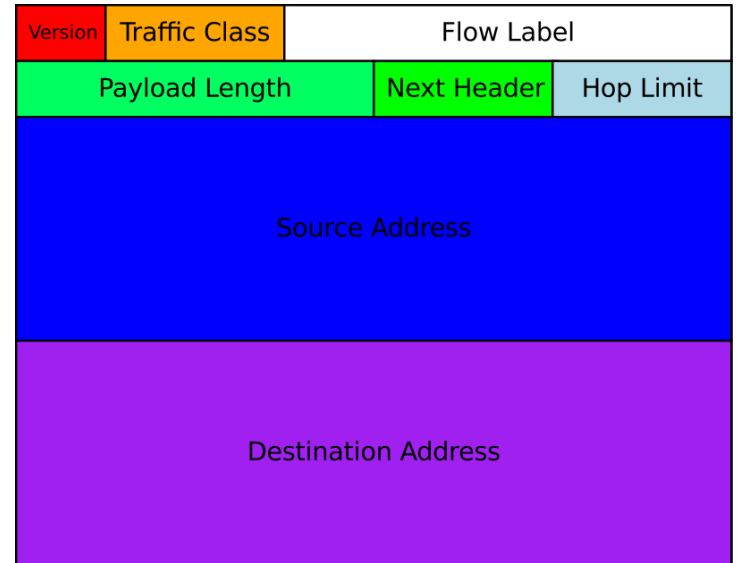 Version
Traffic Class
Flow Label
Payload Length
Next Header
Hop Limit
Source Address
Destination Address